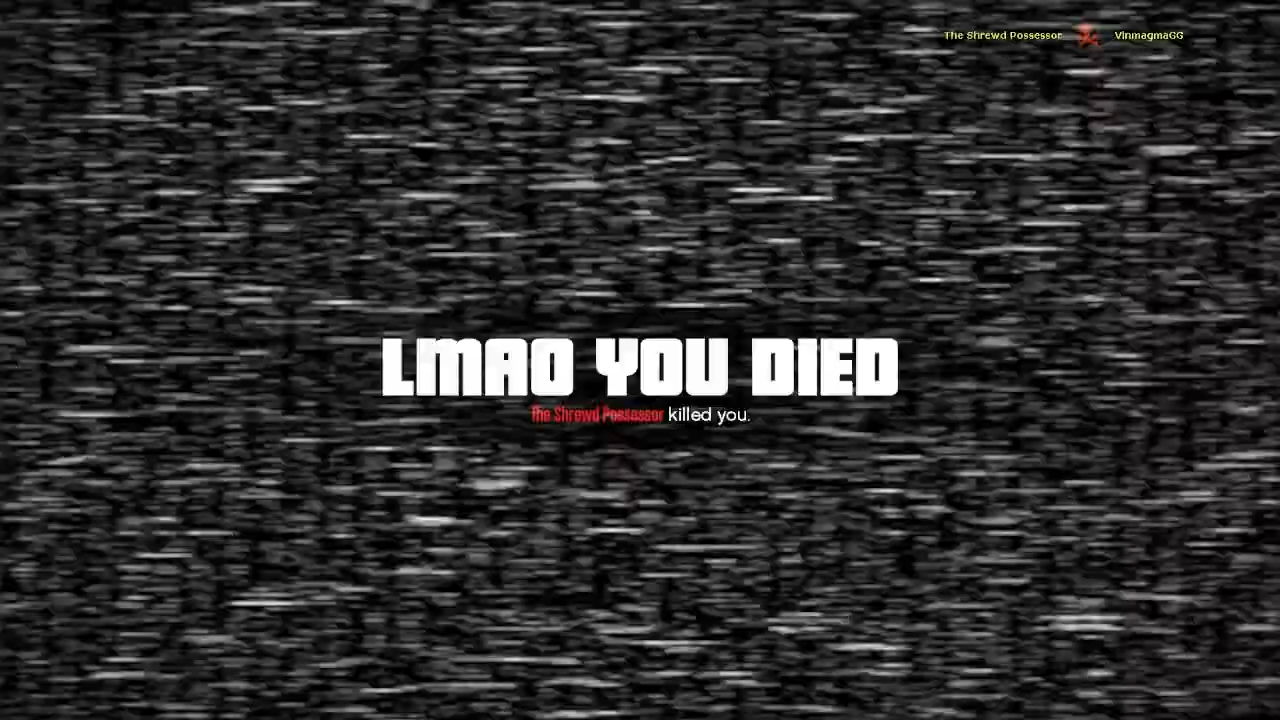 The Shrewd Possessor VinmagmaGG
LMAO YOU DIED
The Shrewd Possessor killed you.